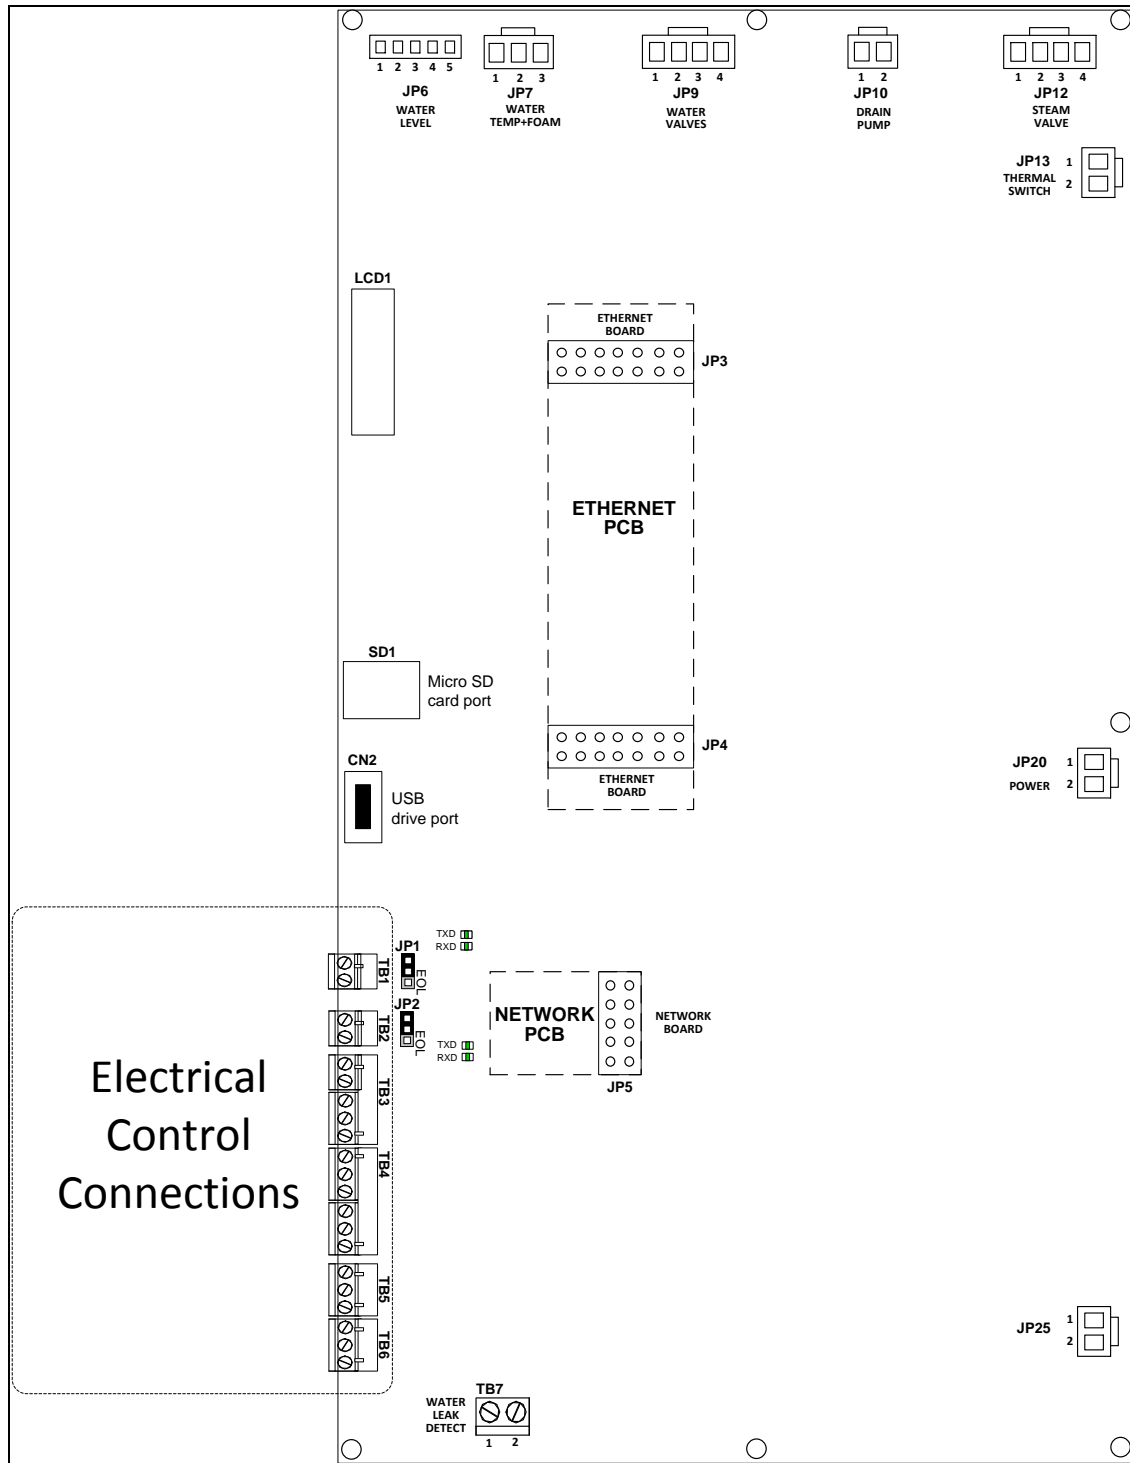 1 2 3 4 5
JP6
WATER
LEVEL
1 2 3
JP7
WATER
TEMP+FOAM
1 2 3 4
JP9
WATER
VALVES
1 2
JP10
DRAIN
PUMP
1 2 3 4
JP12
STEAM
VALVE
JP13 1
THERMAL 2
SWITCH
LCD1
ETHERNET
BOARD
JP3
ETHERNET
PCB
SD1
Micro SD
card port
JP4
ETHERNET
BOARD
CN2
USB
drive port
JP20 1
POWER 2
TXD
RXD
JP1
EOL
TB1
JP2
EOL
TB2
TXD
RXD
NETWORK
PCB
NETWORK
BOARD
JP5
Electrical
Control
Connections
TB3
TB4
TB5
TB6
JP25 1
2
TB7
WATER
LEAK
DETECT
1 2